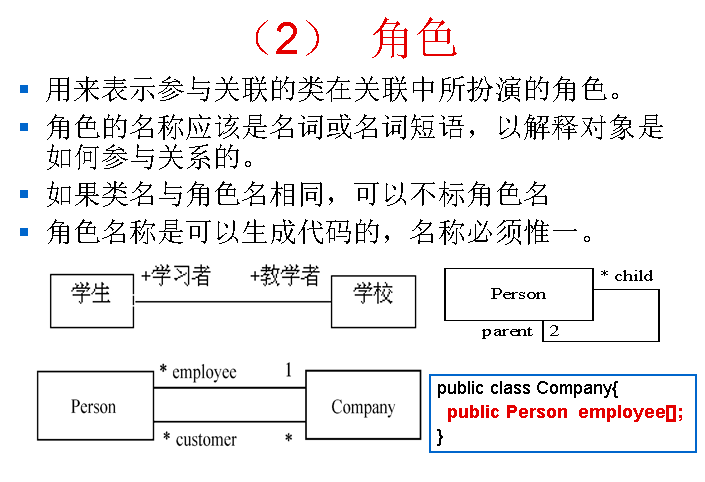 （2） 角色
用来表示参与关联的类在关联中所扮演的角色。
角色的名称应该是名词或名词短语，以解释对象是
如何参与关系的。
如果类名与角色名相同，可以不标角色名
角色名称是可以生成代码的，名称必须惟一。
学生 +学习者 +教学者 学校
* child
Person
parent 2
* employee 1
Person Company
* customer *
public class Company{
public Person employee[];
}